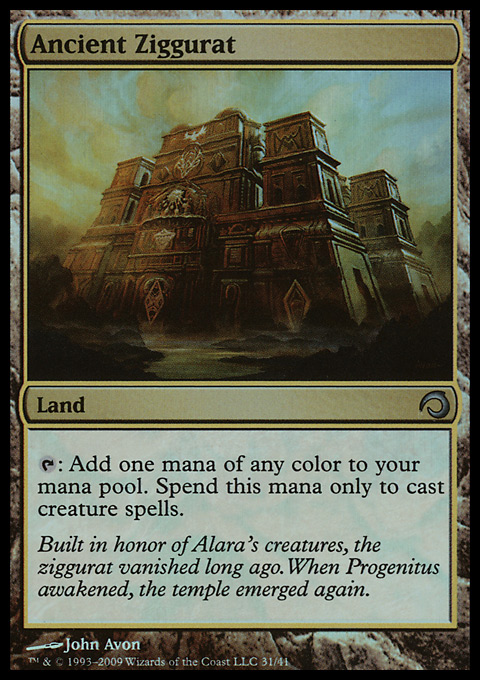 Ancient Ziggurat
Land
: Add one mana of any color to your
mana pool. Spend this mana only to cast
creature spells.
Built in honor of Alara's creatures, the
ziggurat vanished long ago. When Progenitus
awakened, the temple emerged again.
John Avon
™ & © 1993–2009 Wizards of the Coast LLC 31/41